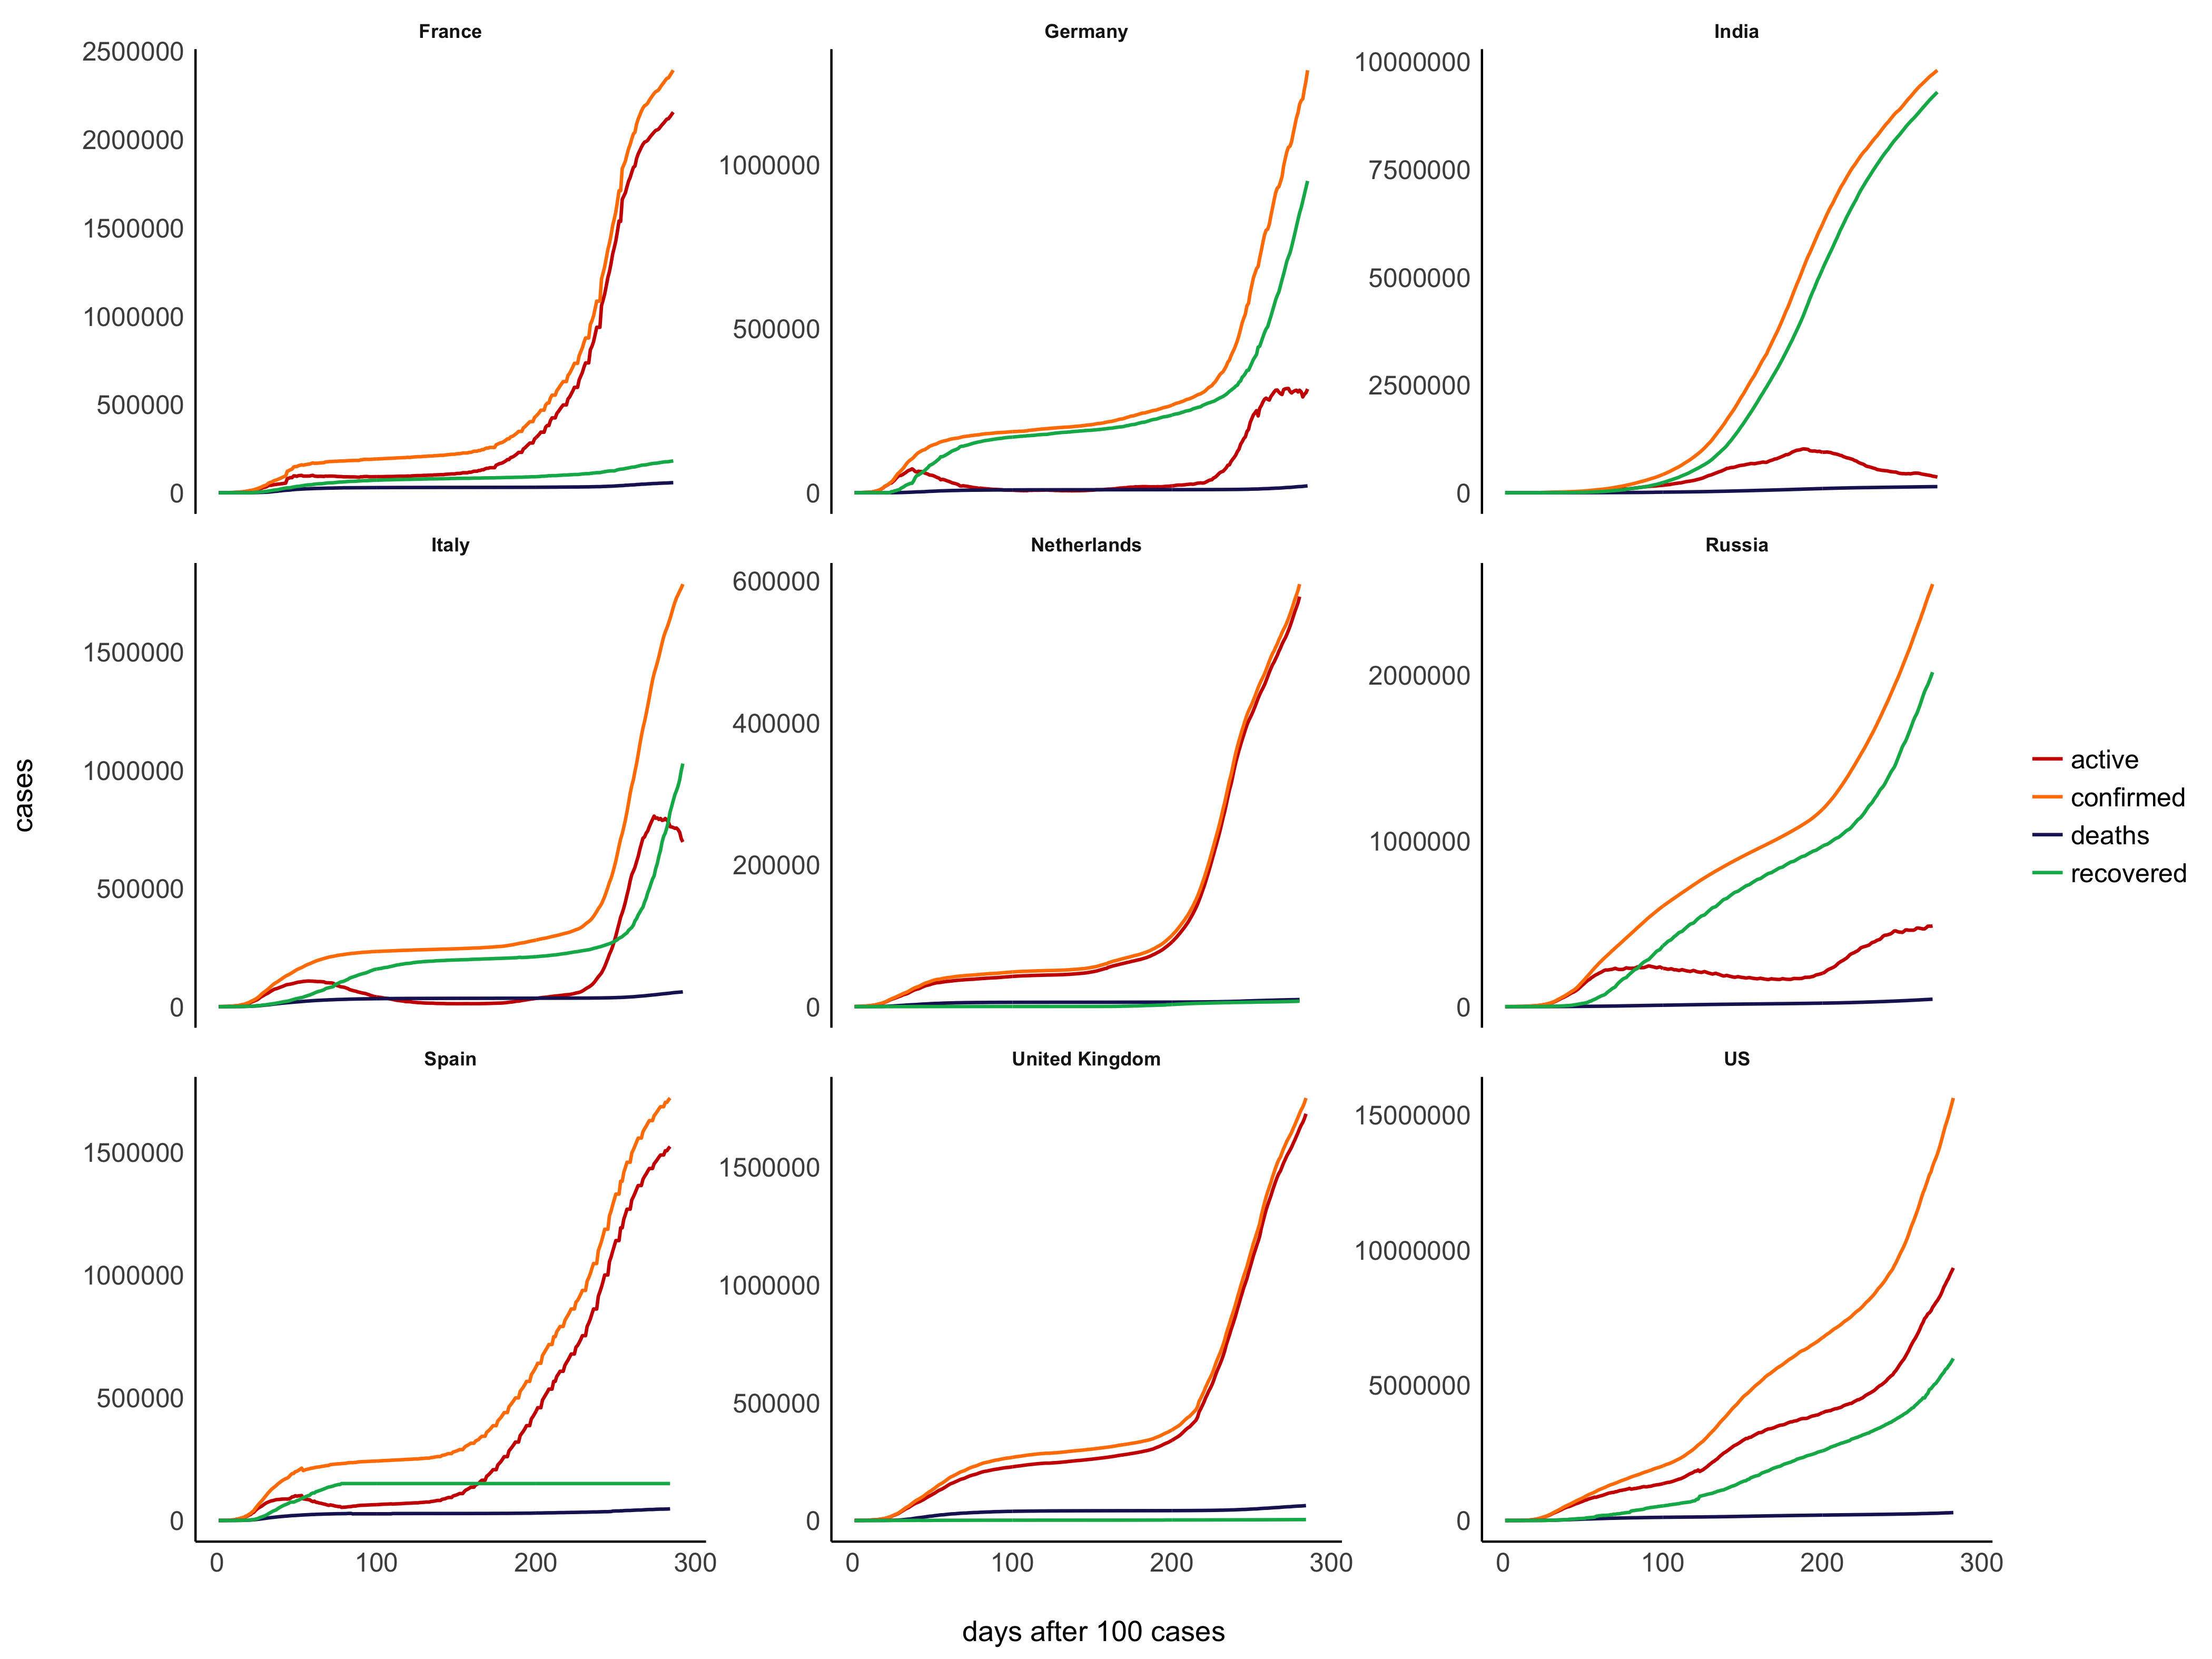 France
Germany
India
2500000
2000000
1500000
1000000
500000
0
1000000
500000
0
10000000
7500000
5000000
2500000
0
Italy
Netherlands
Russia
1500000
1000000
500000
0
600000
400000
200000
0
2000000
1000000
0
Spain
United Kingdom
US
1500000
1000000
500000
0
1500000
1000000
500000
0
15000000
10000000
5000000
0
0 100 200 300
0 100 200 300
0 100 200 300
days after 100 cases
cases
active
confirmed
deaths
recovered